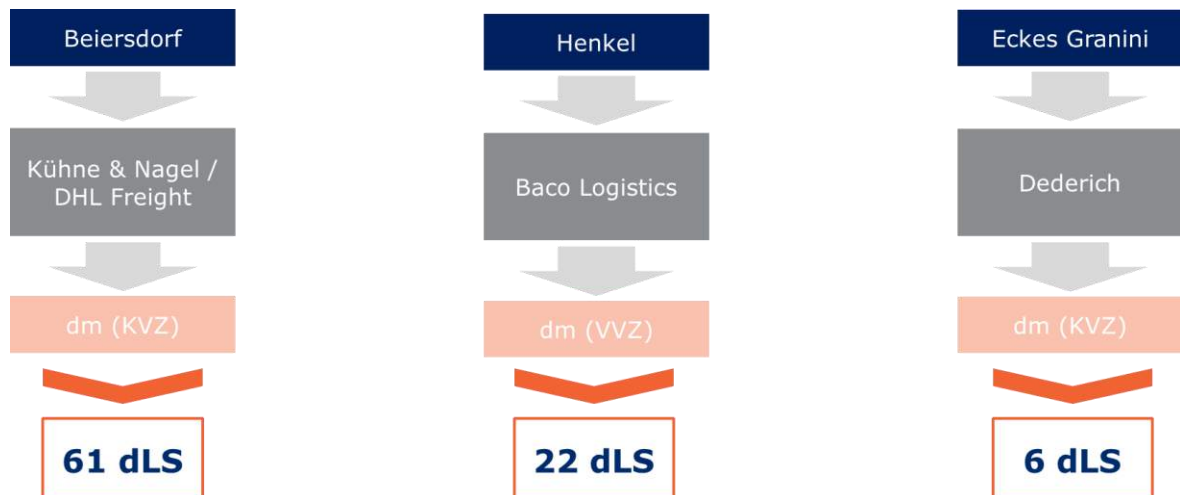 Beiersdorf
Kühne & Nagel /
DHL Freight
dm (KVZ)
61 dLS
Henkel
Baco Logistics
dm (VVZ)
22 dLS
Eckes Granini
Dederich
dm (KVZ)
6 dLS